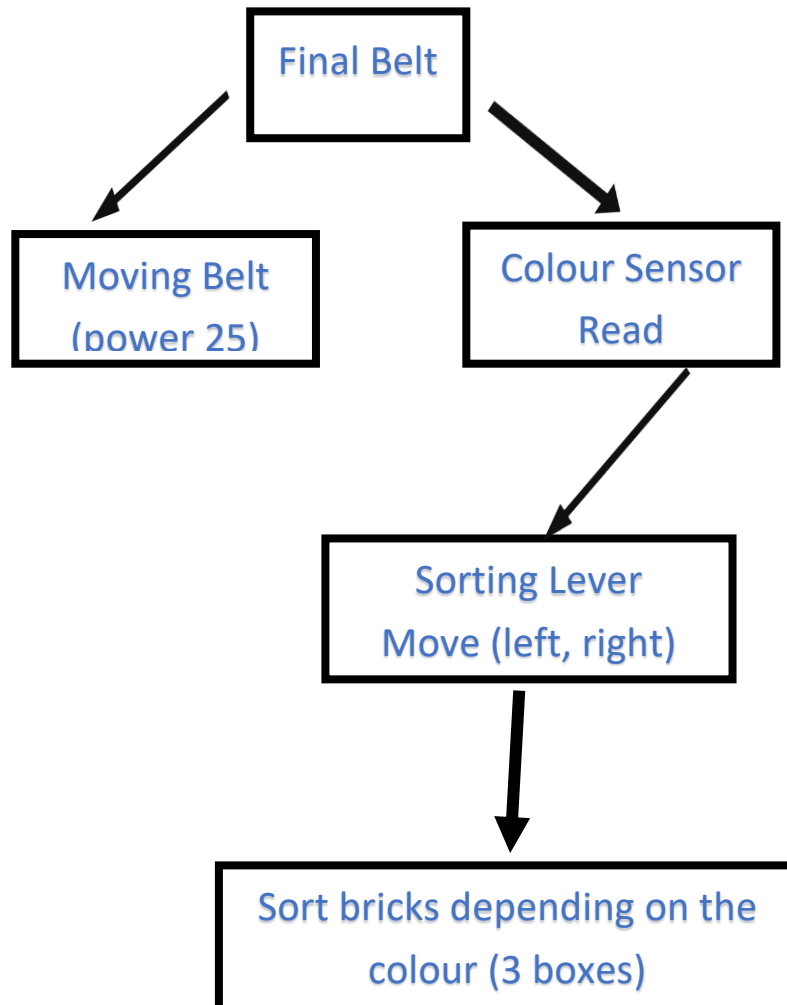 Final Belt
Moving Belt
(power 25)
Colour Sensor
Read
Sorting Lever
Move (left, right)
Sort bricks depending on the
colour (3 boxes)